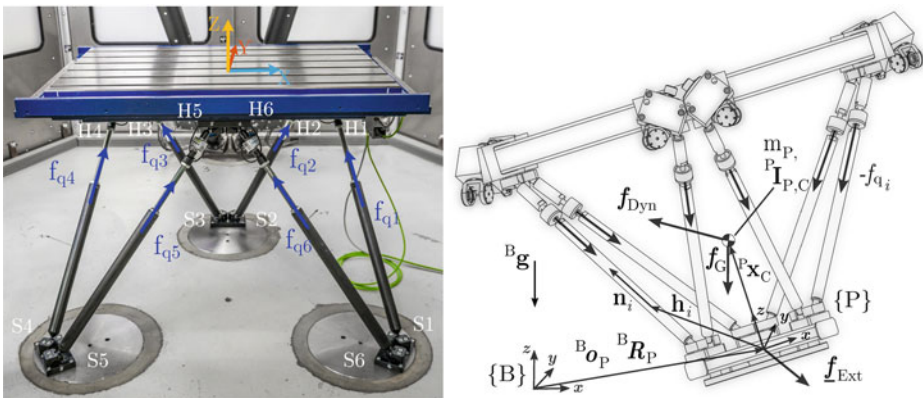 Z
Y
X
H5
H6
H4
H3
H2
H1
f_q3
f_q2
f_q4
f_q1
f_q5
f_q6
S3
S2
S4
S5
S6
S1
m_P,
^P I_P,C
-f_q_i
f_Dyn
^B g
f_G
^P x_C
n_i
h_i
{P}
z
y
x
^B o_P
^B R_P
z
y
x
{B}
f_Ext